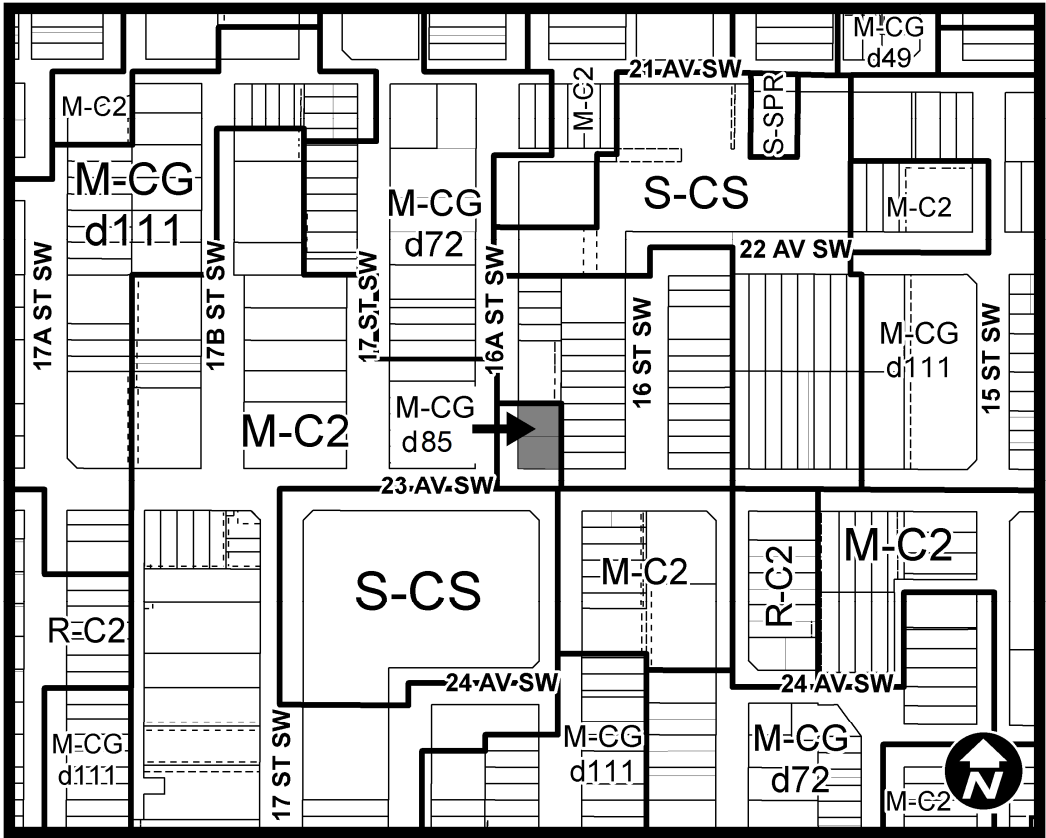 M-CG
d49
21 AV SW
M-C2
M-C2
S-SPR
M-CG
d111
M-CG
d72
S-CS
M-C2
17A ST SW
17B ST SW
17 ST SW
16A ST SW
22 AV SW
16 ST SW
M-CG
d111
15 ST SW
M-C2
M-CG
d85
23 AV SW
S-CS
M-C2
R-C2
M-C2
R-C2
24 AV SW
24 AV SW
17 ST SW
M-CG
d111
M-CG
d111
M-CG
d72
M-C2
N